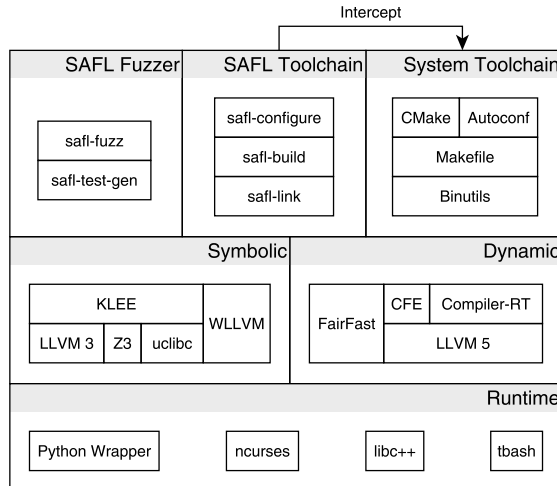 Intercept
SAFL Fuzzer
SAFL Toolchain
System Toolchain
safl-fuzz
safl-test-gen
safl-configure
safl-build
safl-link
CMake
Autoconf
Makefile
Binutils
Symbolic
Dynamic
KLEE
WLLVM
LLVM 3
Z3
uclibc
FairFast
CFE
Compiler-RT
LLVM 5
Runtime
Python Wrapper
ncurses
libc++
tbash